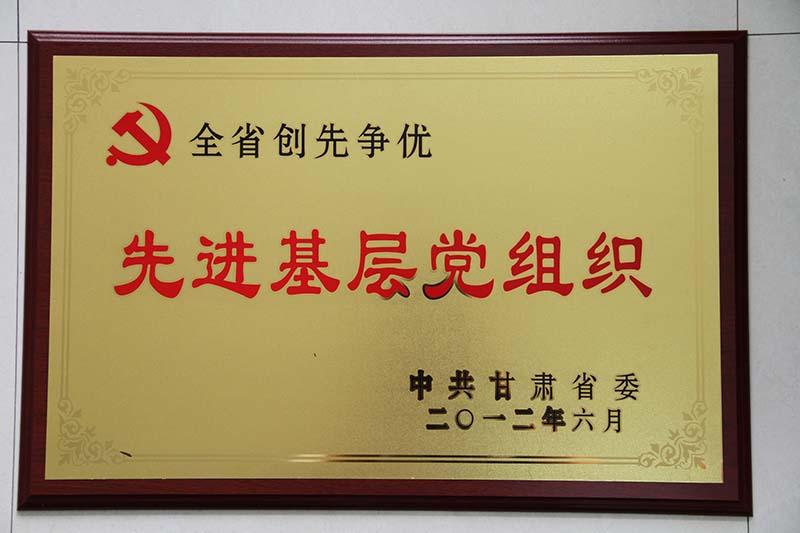 全省创先争优
先进基层党组织
中共甘肃省委
二〇一二年六月